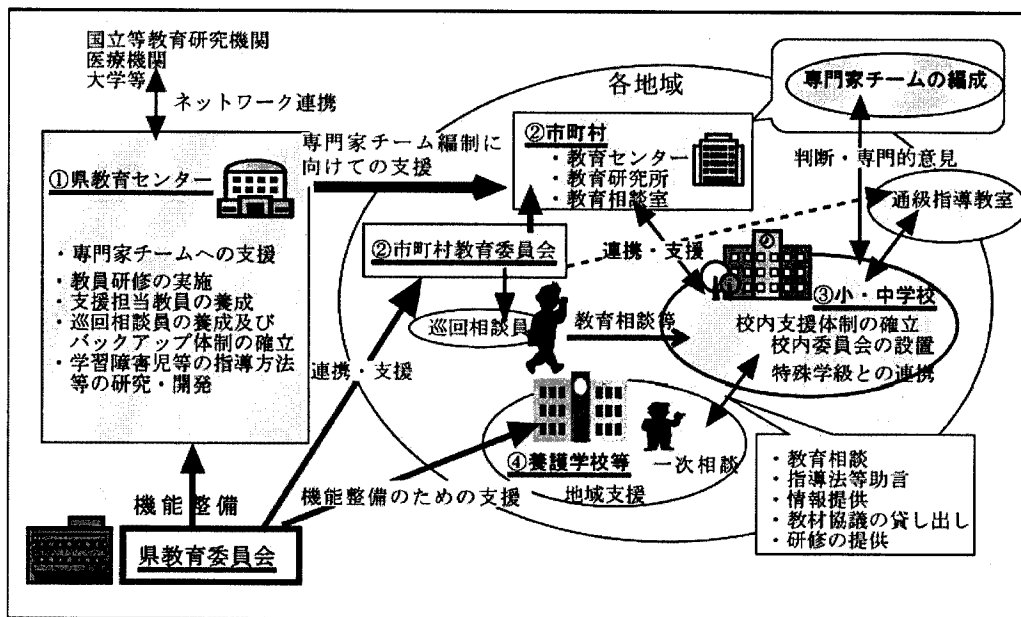 国立等教育研究機関
医療機関
大学等
ネットワーク連携
①県教育センター
・専門家チームへの支援
・教員研修の実施
・支援担当教員の養成
・巡回相談員の養成及び
バックアップ体制の確立
・学習障害児等の指導方法
等の研究・開発
機能整備
県教育委員会
専門家チーム編制に
向けての支援
連携・支援
機能整備のための支援
各地域
②市町村
・教育センター
・教育研究所
・教育相談室
②市町村教育委員会
巡回相談員
教育相談等
連携・支援
専門家チームの編成
判断・専門的意見
通級指導教室
③小・中学校
校内支援体制の確立
校内委員会の設置
特殊学級との連携
④養護学校等
一次相談
地域支援
・教育相談
・指導法等助言
・情報提供
・教材協議の貸し出し
・研修の提供